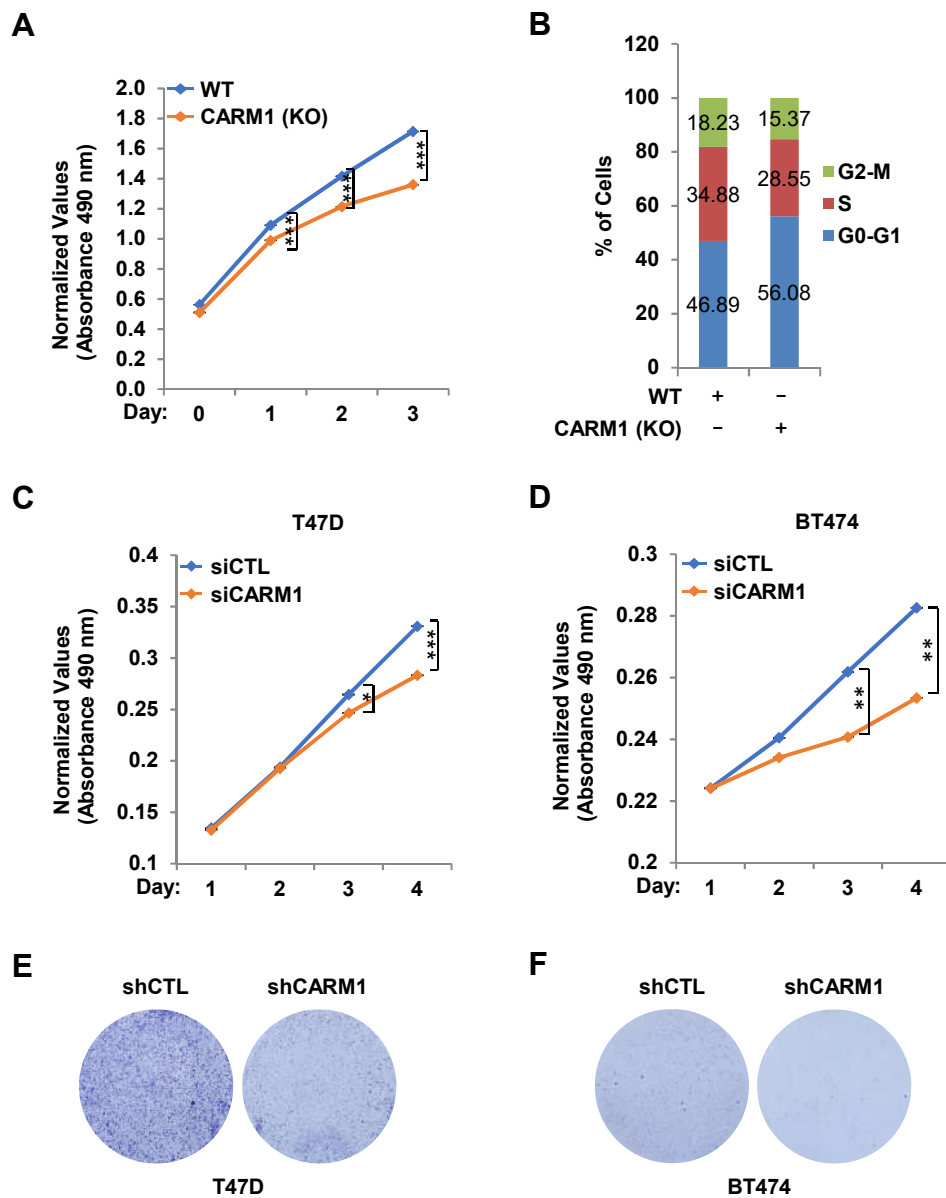 A
WT
CARM1 (KO)
Normalized Values
(Absorbance 490 nm)
2.0
1.8
1.6
1.4
1.2
1.0
0.8
0.6
0.4
0.2
0.0
***
***
***
Day: 0 1 2 3
B
% of Cells
120
100
80
60
40
20
0
18.23 15.37
34.88 28.55
46.89 56.08
G2-M
S
G0-G1
WT + −
CARM1 (KO) − +
C
T47D
siCTL
siCARM1
Normalized Values
(Absorbance 490 nm)
0.4
0.35
0.3
0.25
0.2
0.15
0.1
*
***
Day: 1 2 3 4
D
BT474
siCTL
siCARM1
Normalized Values
(Absorbance 490 nm)
0.3
0.28
0.26
0.24
0.22
0.2
**
**
Day: 1 2 3 4
E
shCTL shCARM1
T47D
F
shCTL shCARM1
BT474